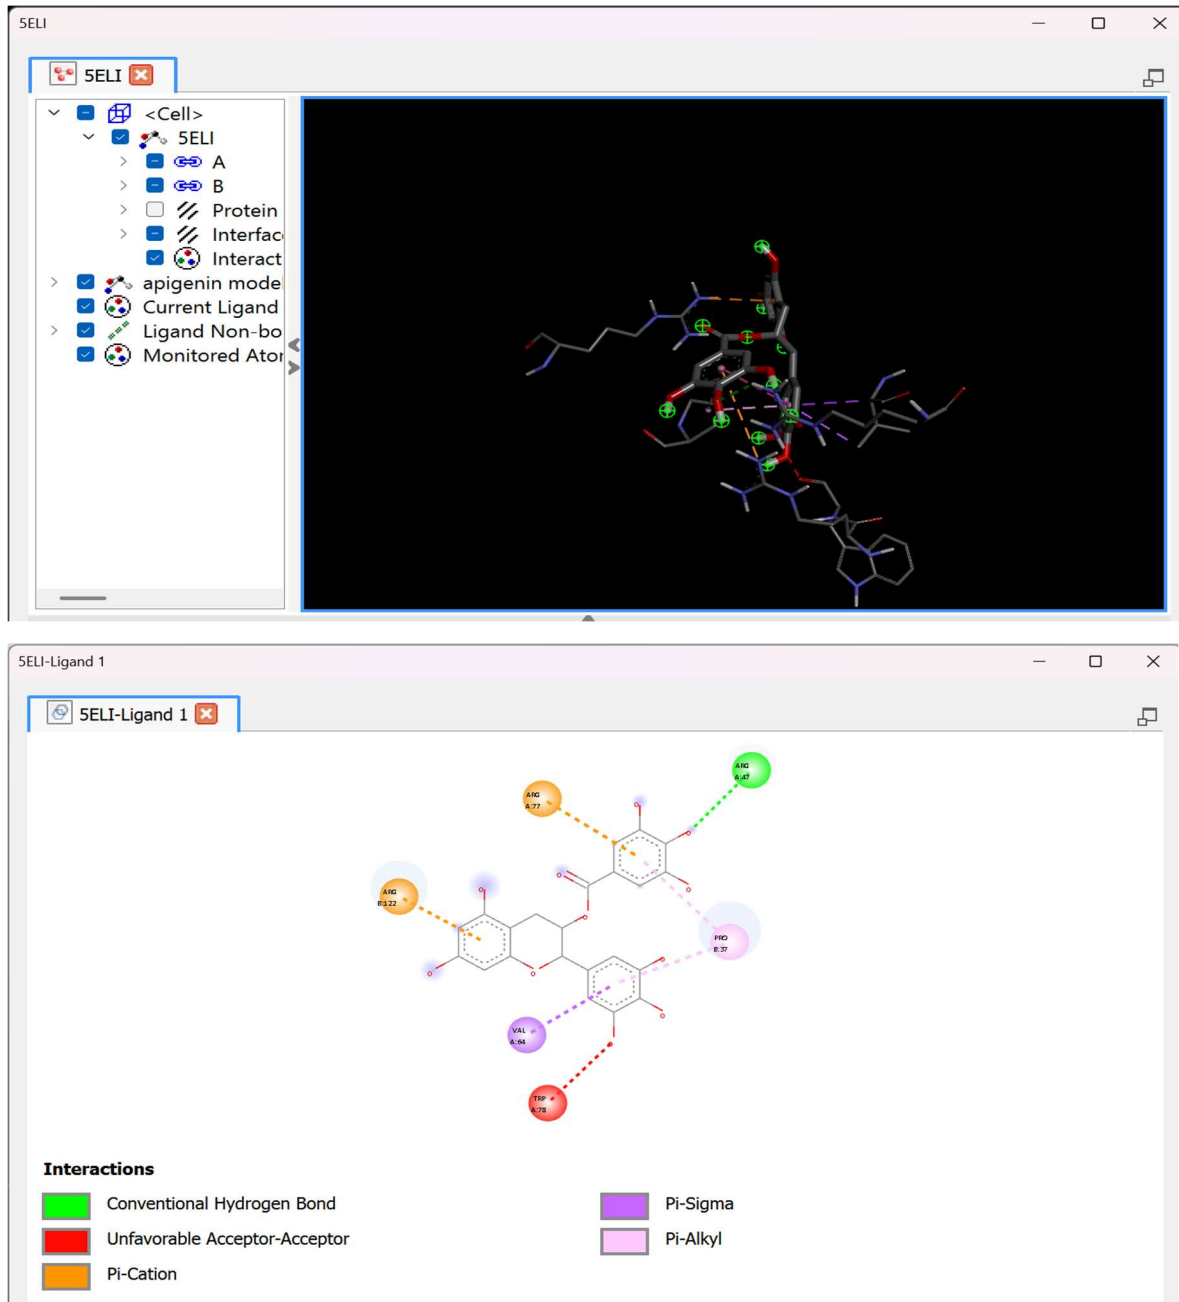 5ELI
5ELI
<Cell>
5ELI
A
B
Protein
Interfac
Interact
apigenin mode
Current Ligand
Ligand Non-bo
Monitored Ator
5ELI-Ligand 1
5ELI-Ligand 1
ARG
A:47
ARG
A:77
ARG
B:122
PRO
B:37
VAL
A:64
TRP
A:78
O
O
O
O
O
O
O
O
O
O
O
Interactions
Conventional Hydrogen Bond
Unfavorable Acceptor-Acceptor
Pi-Cation
Pi-Sigma
Pi-Alkyl